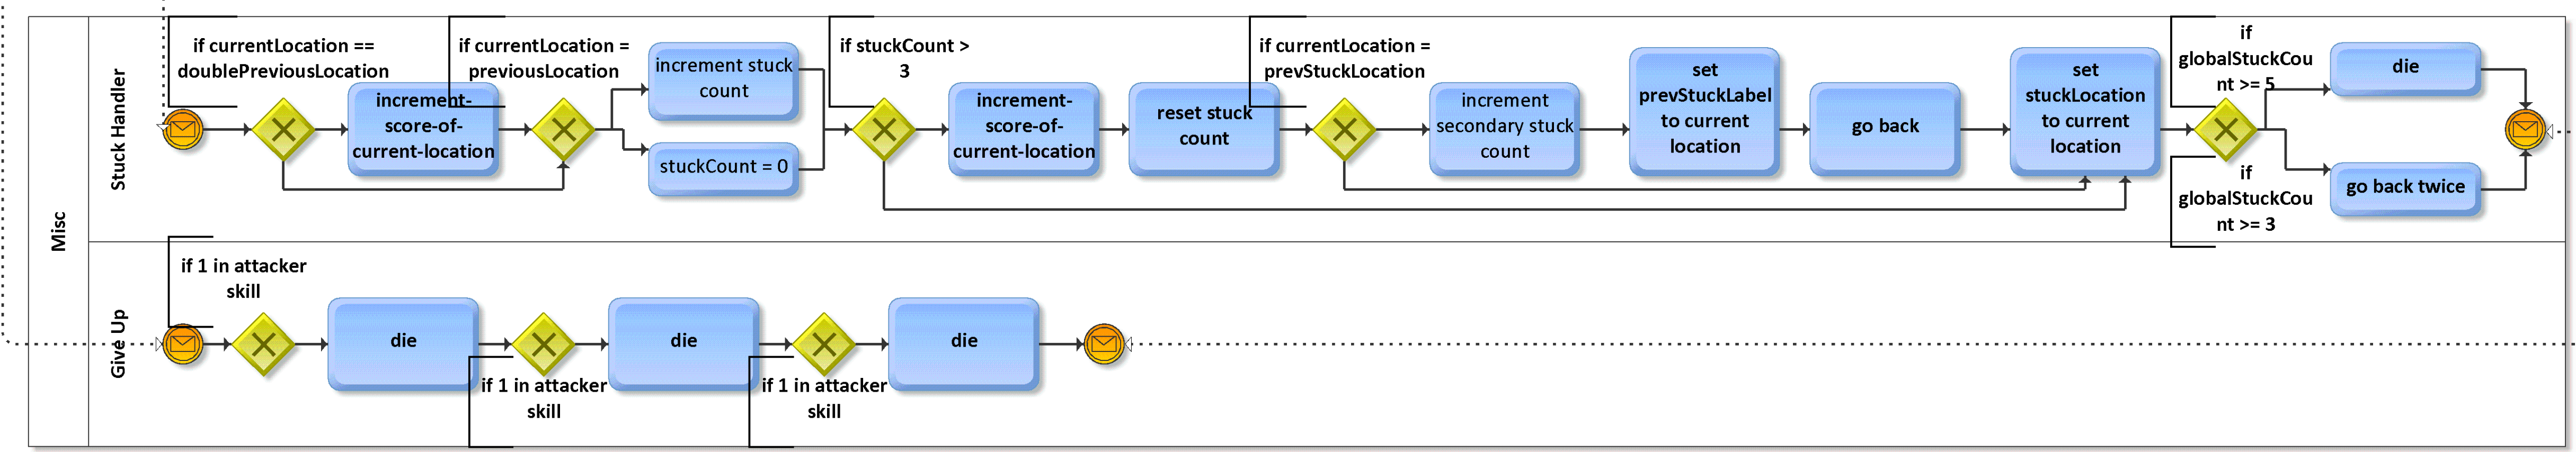 Misc
Stuck Handler
if currentLocation ==
doublePreviousLocation
increment-
score-of-
current-location
if currentLocation =
previousLocation
increment stuck
count
stuckCount = 0
if stuckCount >
3
increment-
score-of-
current-location
reset stuck
count
if currentLocation =
prevStuckLocation
increment
secondary stuck
count
set
prevStuckLabel
to current
location
go back
set
stuckLocation
to current
location
if
globalStuckCou
nt >= 5
if
globalStuckCou
nt >= 3
die
go back twice
Give Up
if 1 in attacker
skill
die
if 1 in attacker
skill
die
if 1 in attacker
skill
die